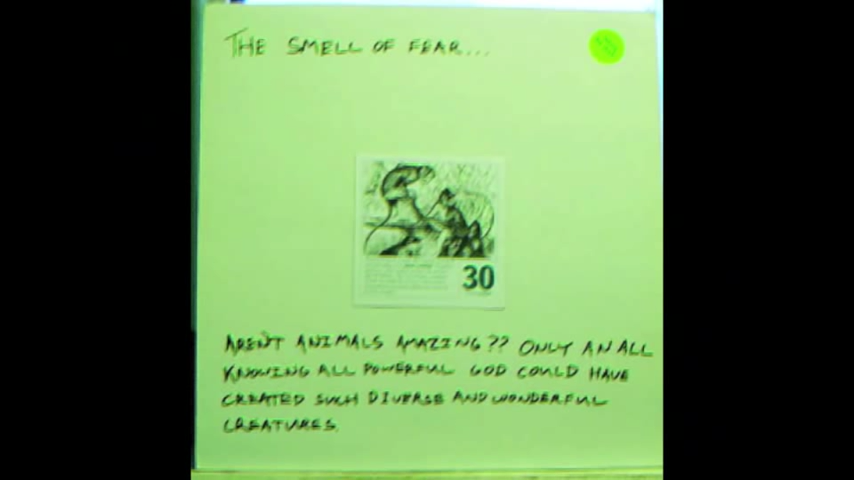 THE SMELL OF FEAR...
30
AREN'T ANIMALS AMAZING?? ONLY AN ALL
KNOWING ALL POWERFUL GOD COULD HAVE
CREATED SUCH DIVERSE AND WONDERFUL
CREATURES.